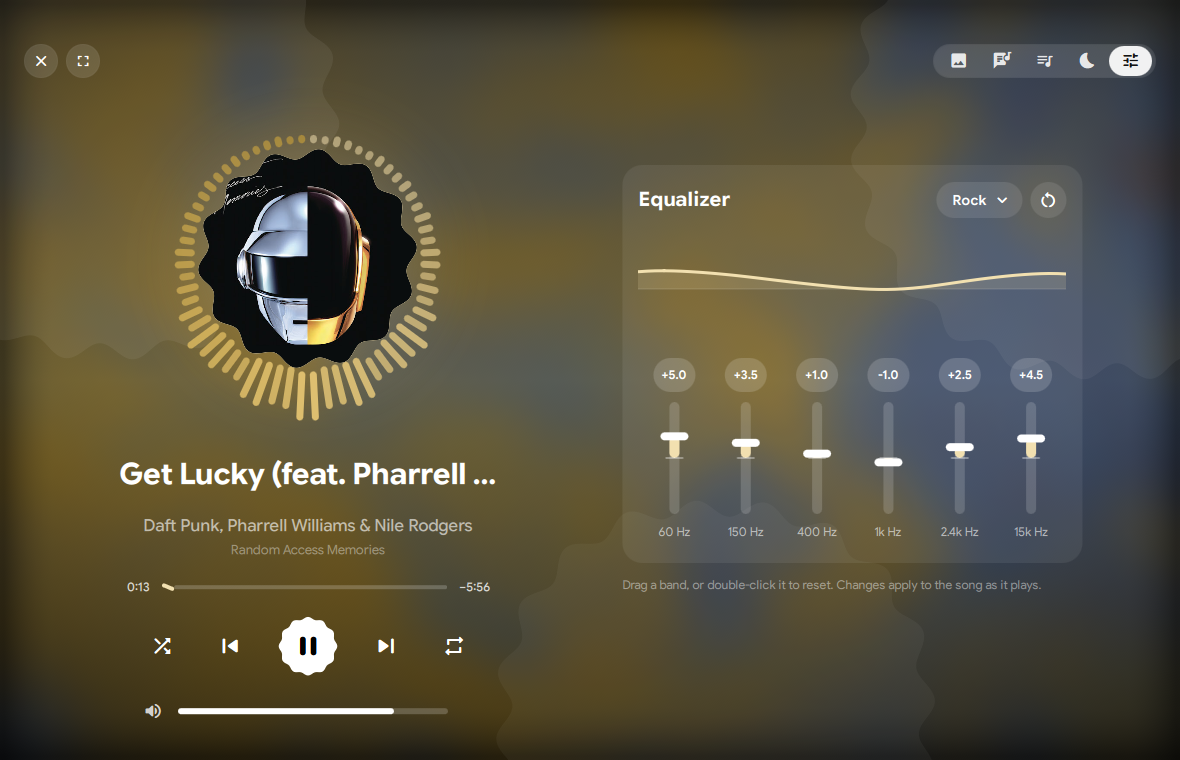 Equalizer
Rock
+5.0 +3.5 +1.0 -1.0 +2.5 +4.5
60 Hz 150 Hz 400 Hz 1k Hz 2.4k Hz 15k Hz
Drag a band, or double-click it to reset. Changes apply to the song as it plays.
Get Lucky (feat. Pharrell ...
Daft Punk, Pharrell Williams & Nile Rodgers
Random Access Memories
0:13 −5:56